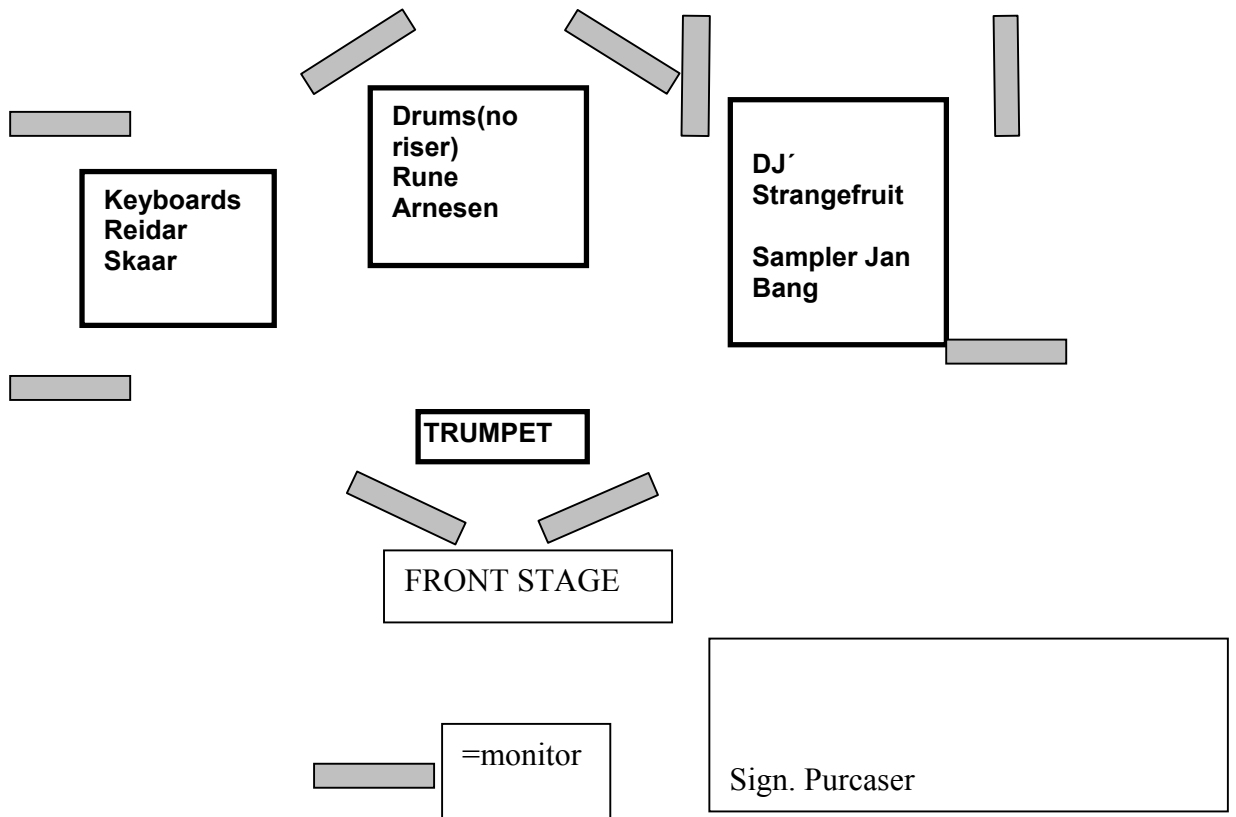 Drums(no
riser)
Rune
Arnesen
DJ´
Strangefruit
Sampler Jan
Bang
Keyboards
Reidar
Skaar
TRUMPET
FRONT STAGE
=monitor
Sign. Purcaser